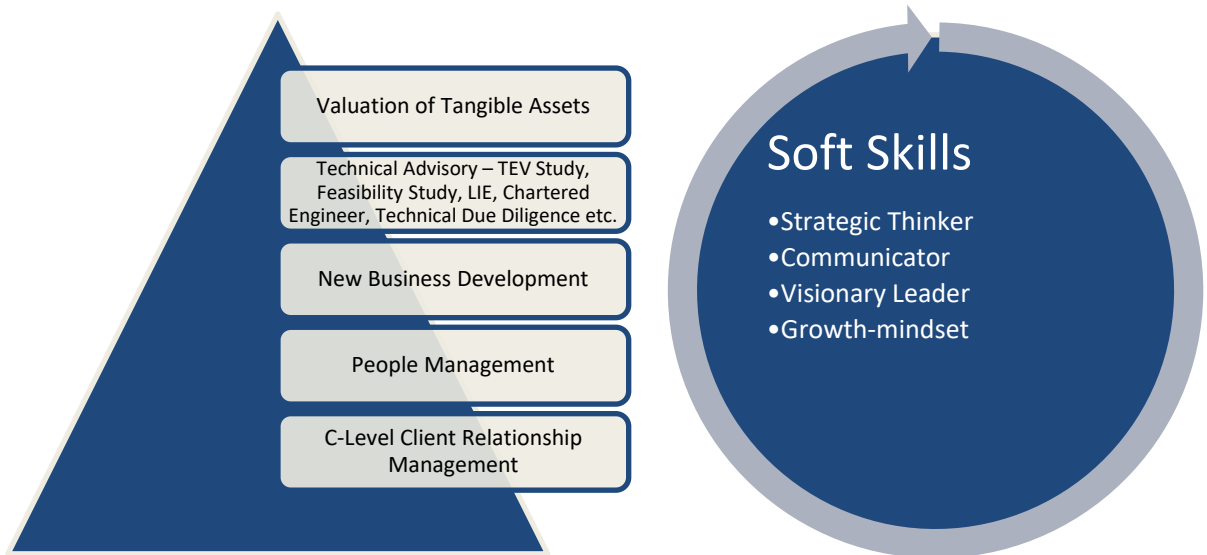 Valuation of Tangible Assets
Technical Advisory – TEV Study,
Feasibility Study, LIE, Chartered
Engineer, Technical Due Diligence etc.
New Business Development
People Management
C-Level Client Relationship
Management
Soft Skills
•Strategic Thinker
•Communicator
•Visionary Leader
•Growth-mindset